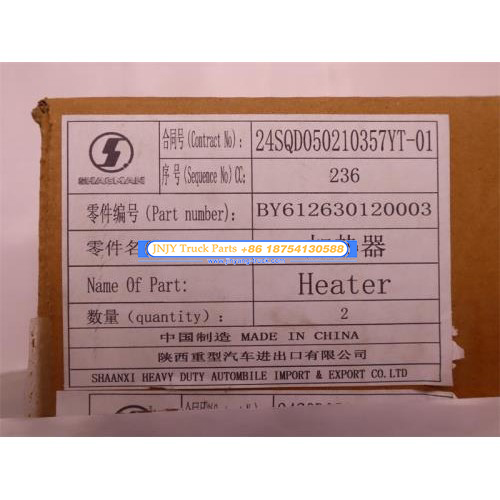 SHACMAN
合同号(Contract No): 24SQD050210357YT-01
序号(Sequence No)CC: 236
零件编号(Part number): BY612630120003
零件名
JNJY Truck Parts +86 18754130588
Name Of Part: Heater
数量(quantity): 2
中国制造 MADE IN CHINA
陕西重型汽车进出口有限公司
SHAANXI HEAVY DUTY AUTOMBILE IMPORT & EXPORT CO.LTD